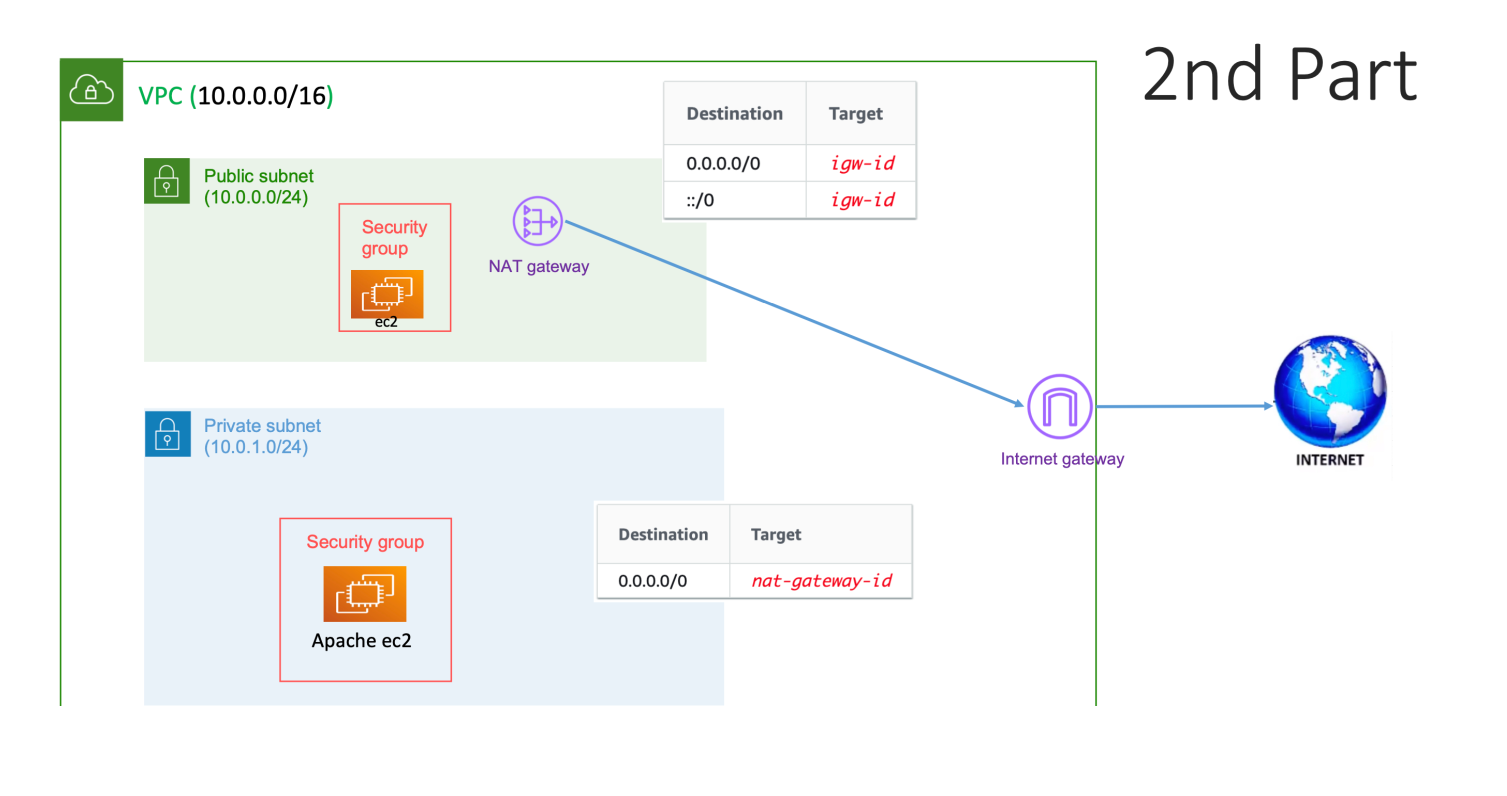 2nd Part
VPC (10.0.0.0/16)
Destination Target
0.0.0.0/0 igw-id
::/0 igw-id
Public subnet
(10.0.0.0/24)
Security
group
ec2
NAT gateway
Internet gateway
INTERNET
Private subnet
(10.0.1.0/24)
Destination Target
0.0.0.0/0 nat-gateway-id
Security group
Apache ec2